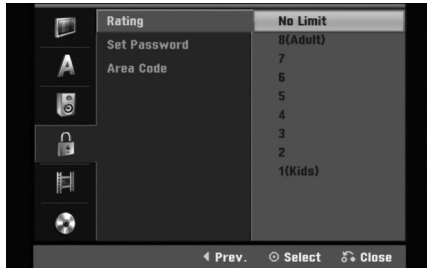 Rating
Set Password
Area Code
No Limit
8(Adult)
7
6
5
4
3
2
1(Kids)
Prev.
Select
Close